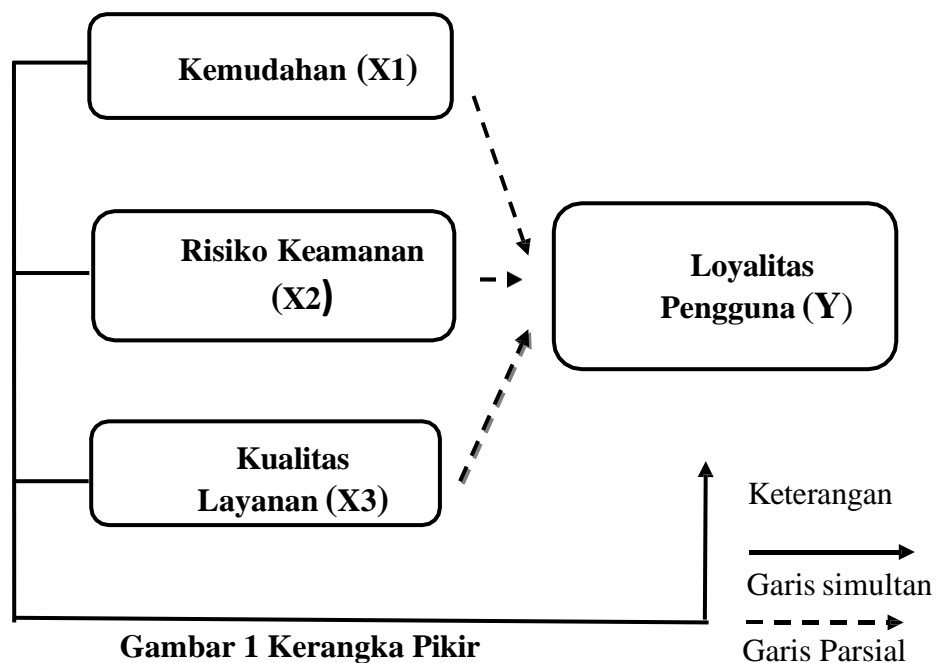 Kemudahan (X1)
Risiko Keamanan
(X2)
Kualitas
Layanan (X3)
Loyalitas
Pengguna (Y)
Keterangan
Garis simultan
Garis Parsial
Gambar 1 Kerangka Pikir